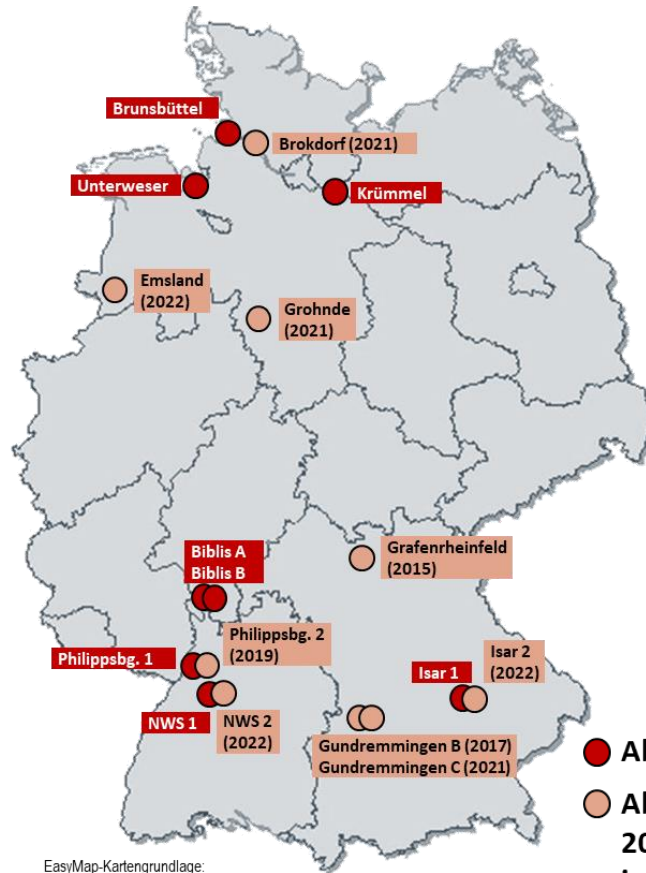 Brunsbüttel
Brokdorf (2021)
Unterweser
Krümmel
Emsland
(2022)
Grohnde
(2021)
Grafenrheinfeld
(2015)
Biblis A
Biblis B
Philippsbg. 2
(2019)
Philippsbg. 1
Isar 2
(2022)
Isar 1
NWS 1
NWS 2
(2022)
Gundremmingen B (2017)
Gundremmingen C (2021)
EasyMap-Kartengrundlage: